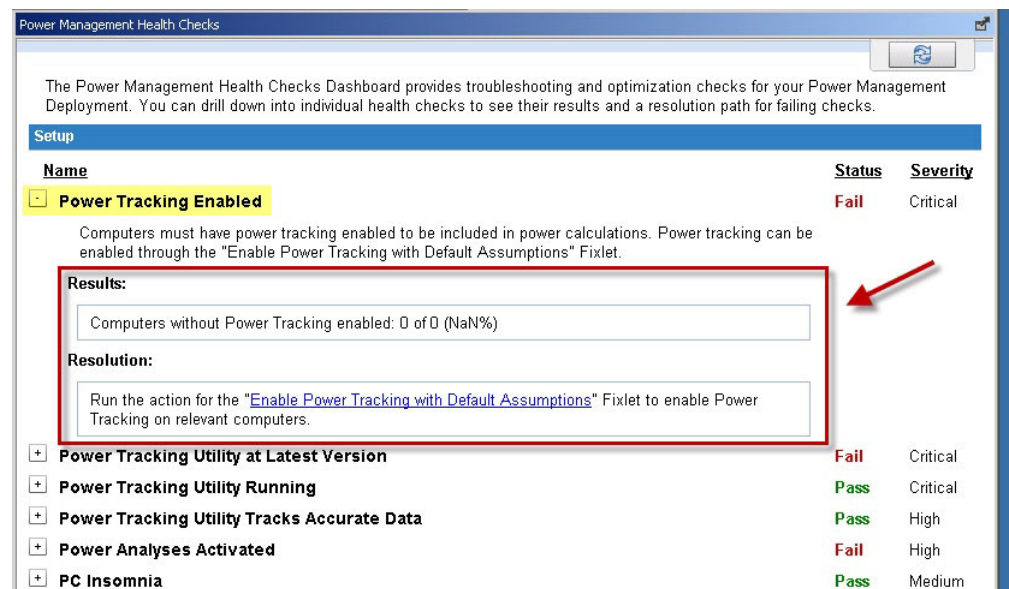 Power Management Health Checks
The Power Management Health Checks Dashboard provides troubleshooting and optimization checks for your Power Management
Deployment. You can drill down into individual health checks to see their results and a resolution path for failing checks.
Setup
Name Status Severity
- Power Tracking Enabled Fail Critical
Computers must have power tracking enabled to be included in power calculations. Power tracking can be
enabled through the "Enable Power Tracking with Default Assumptions" Fixlet.
Results:
Computers without Power Tracking enabled: 0 of 0 (NaN%)
Resolution:
Run the action for the "Enable Power Tracking with Default Assumptions" Fixlet to enable Power
Tracking on relevant computers.
+ Power Tracking Utility at Latest Version Fail Critical
+ Power Tracking Utility Running Pass Critical
+ Power Tracking Utility Tracks Accurate Data Pass High
+ Power Analyses Activated Fail High
+ PC Insomnia Pass Medium